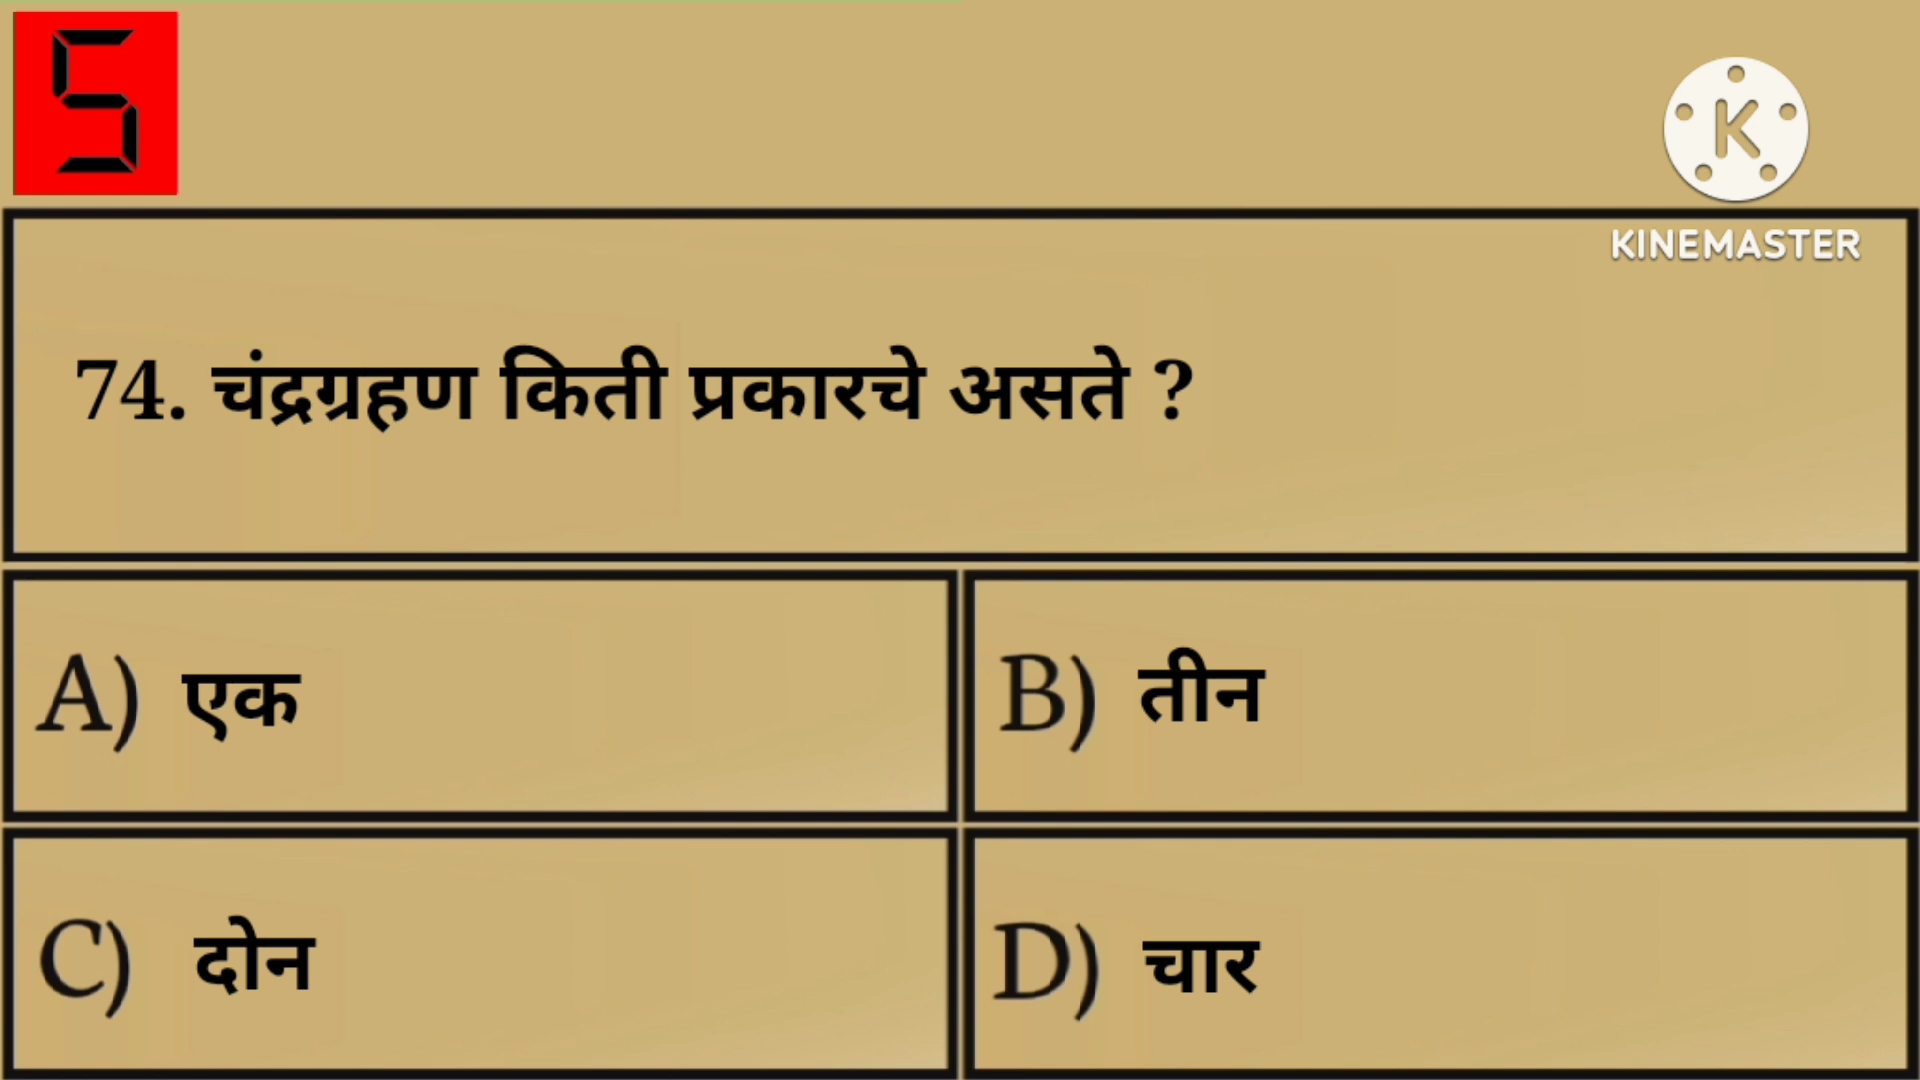 5
KINEMASTER
74. चंद्रग्रहण किती प्रकारचे असते ?
A) एक
B) तीन
C) दोन
D) चार